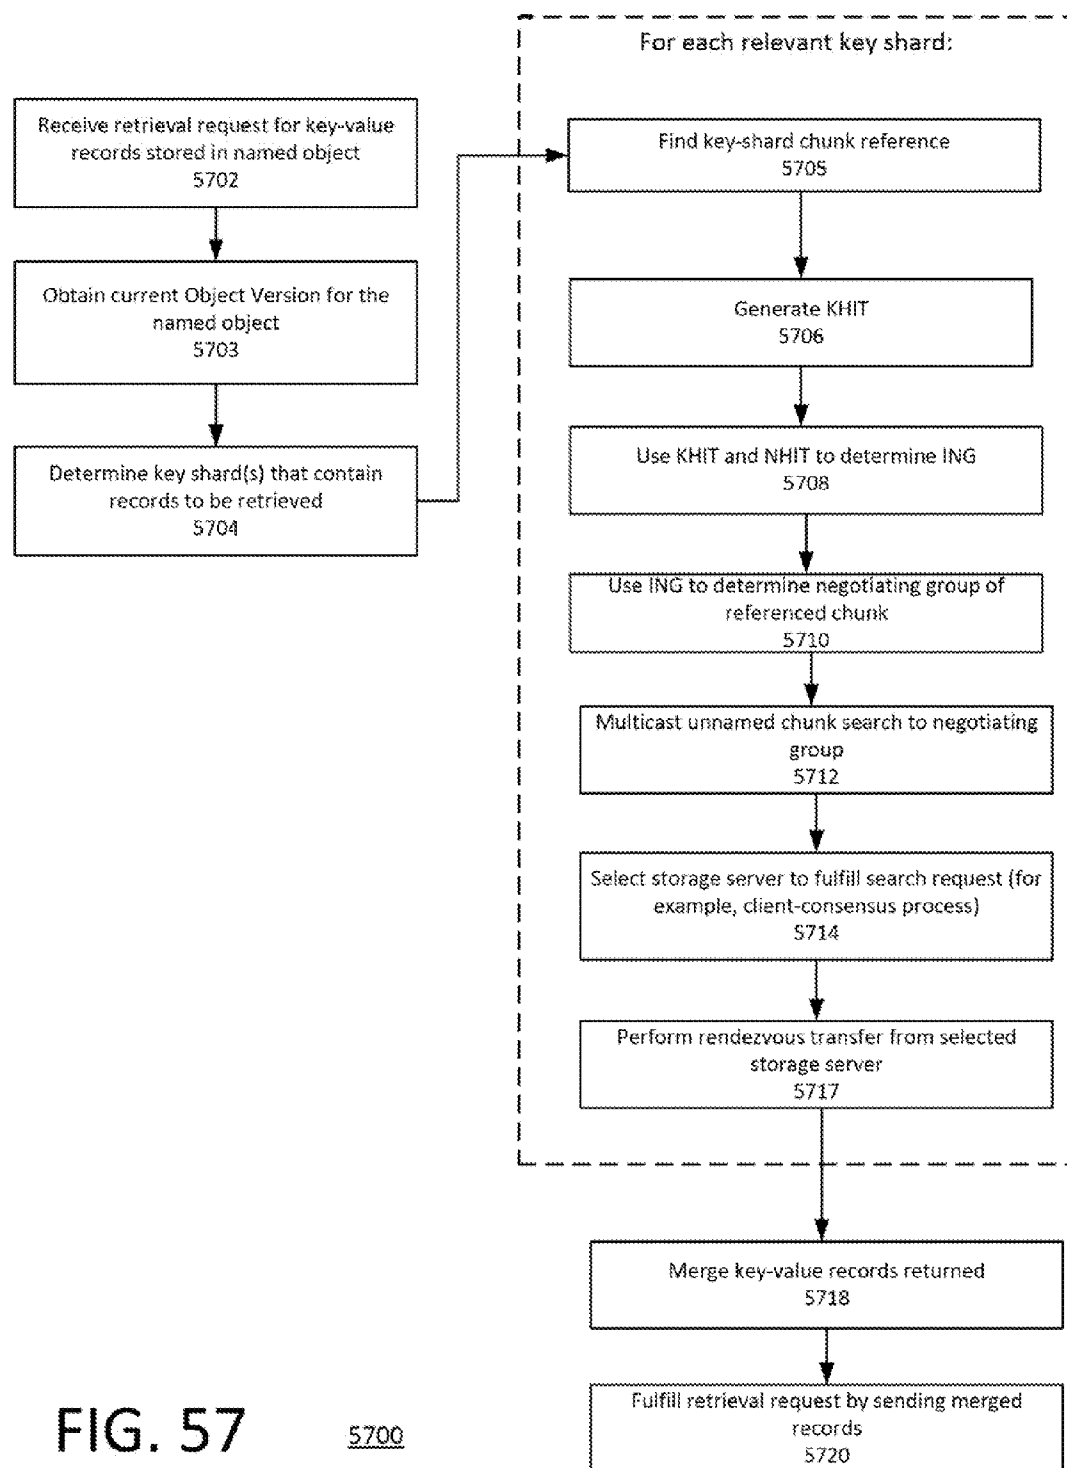 For each relevant key shard:
Receive retrieval request for key-value
records stored in named object
5702
Obtain current Object Version for the
named object
5703
Determine key shard(s) that contain
records to be retrieved
5704
Find key-shard chunk reference
5705
Generate KHIT
5706
Use KHIT and NHIT to determine ING
5708
Use ING to determine negotiating group of
referenced chunk
5710
Multicast unnamed chunk search to negotiating
group
5712
Select storage server to fulfill search request (for
example, client-consensus process)
5714
Perform rendezvous transfer from selected
storage server
5717
Merge key-value records returned
5718
Fulfill retrieval request by sending merged
records
5720
FIG. 57
5700